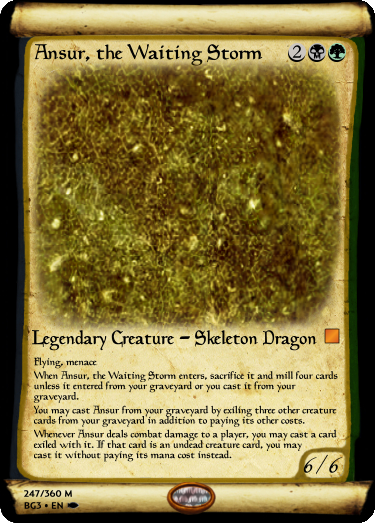 Ansur, the Waiting Storm 2
Legendary Creature – Skeleton Dragon
Flying, menace
When Ansur, the Waiting Storm enters, sacrifice it and mill four cards
unless it entered from your graveyard or you cast it from your
graveyard.
You may cast Ansur from your graveyard by exiling three other creature
cards from your graveyard in addition to paying its other costs.
Whenever Ansur deals combat damage to a player, you may cast a card
exiled with it. If that card is an undead creature card, you may
cast it without paying its mana cost instead.
6/6
247/360 M
BG3 • EN